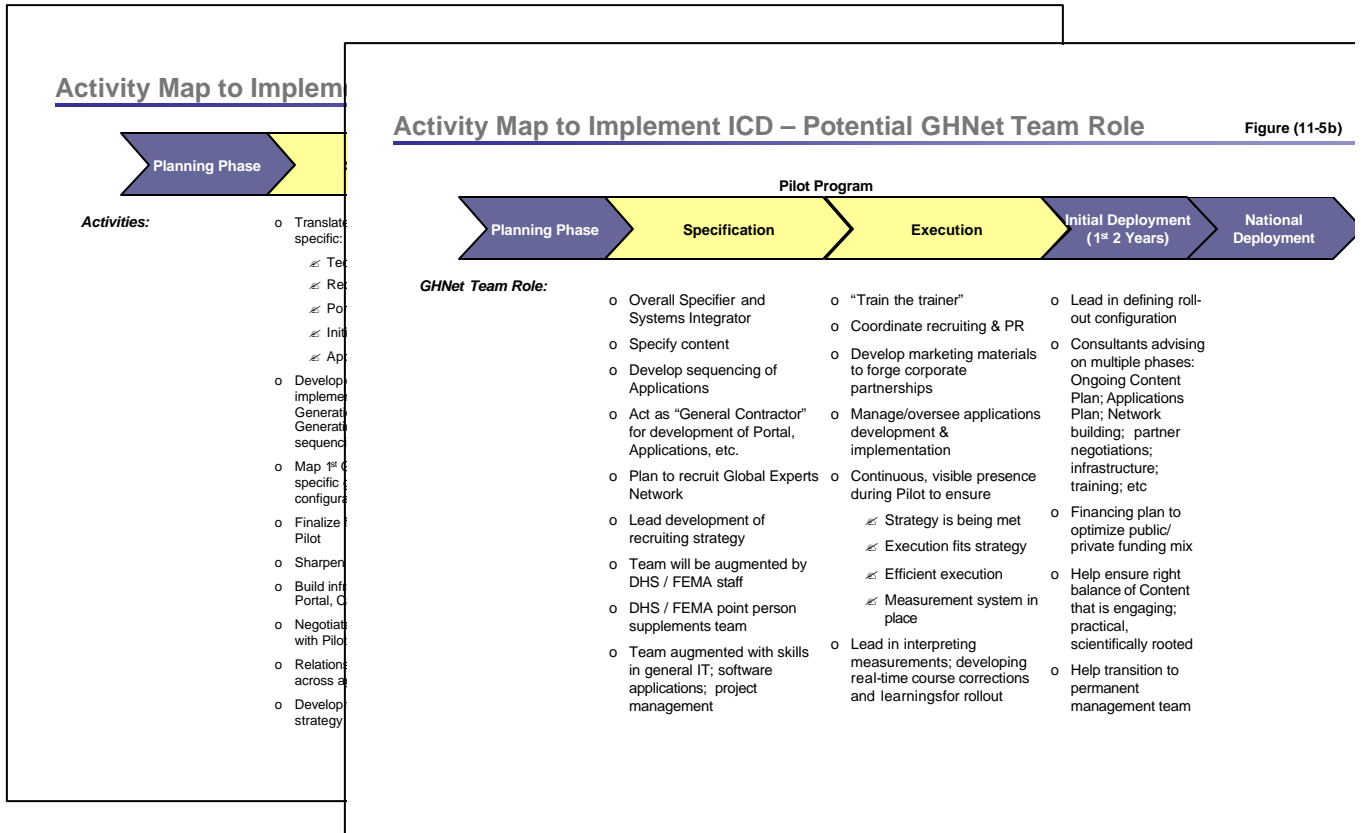 Activity Map to Implem
Planning Phase
Activities:
o Translate
specific:
Tec
Re
Por
Initi
App
o Develop
implemen
Generati
Generati
sequenci
o Map 1st G
specific
configura
o Finalize
Pilot
o Sharpen
o Build infr
Portal, C
o Negotiat
with Pilot
o Relations
across a
o Develop
strategy
Activity Map to Implement ICD – Potential GHNet Team Role
Figure (11-5b)
Pilot Program
Planning Phase
Specification
Execution
Initial Deployment
(1st 2 Years)
National
Deployment
GHNet Team Role:
o Overall Specifier and
Systems Integrator
o Specify content
o Develop sequencing of
Applications
o Act as “General Contractor”
for development of Portal,
Applications, etc.
o Plan to recruit Global Experts
Network
o Lead development of
recruiting strategy
o Team will be augmented by
DHS / FEMA staff
o DHS / FEMA point person
supplements team
o Team augmented with skills
in general IT; software
applications; project
management
o “Train the trainer”
o Coordinate recruiting & PR
o Develop marketing materials
to forge corporate
partnerships
o Manage/oversee applications
development &
implementation
o Continuous, visible presence
during Pilot to ensure
Strategy is being met
Execution fits strategy
Efficient execution
Measurement system in
place
o Lead in interpreting
measurements; developing
real-time course corrections
and learningsfor rollout
o Lead in defining roll-
out configuration
o Consultants advising
on multiple phases:
Ongoing Content
Plan; Applications
Plan; Network
building; partner
negotiations;
infrastructure;
training; etc
o Financing plan to
optimize public/
private funding mix
o Help ensure right
balance of Content
that is engaging;
practical,
scientifically rooted
o Help transition to
permanent
management team